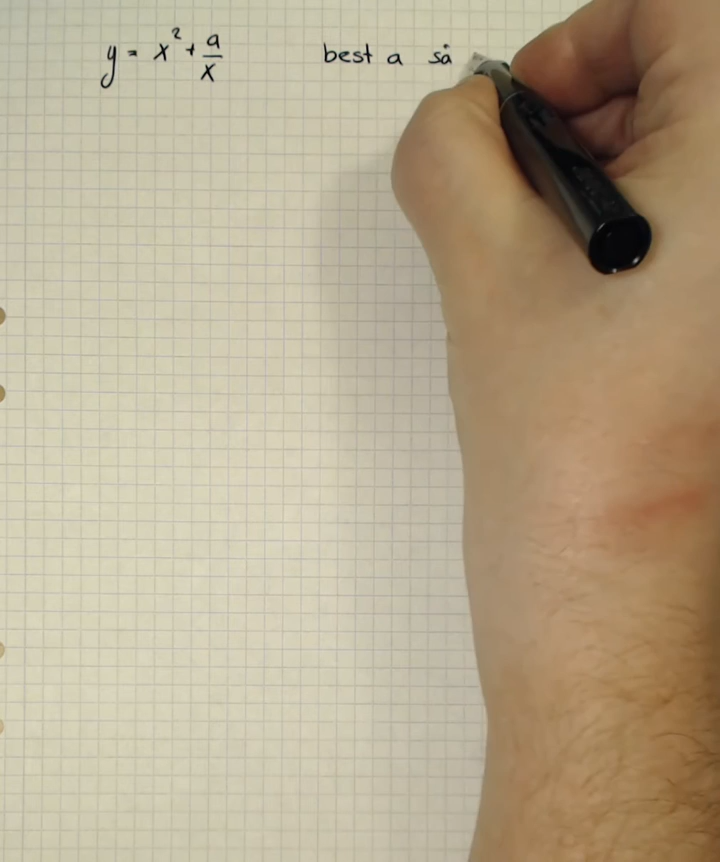 y = x² + a/x best a så